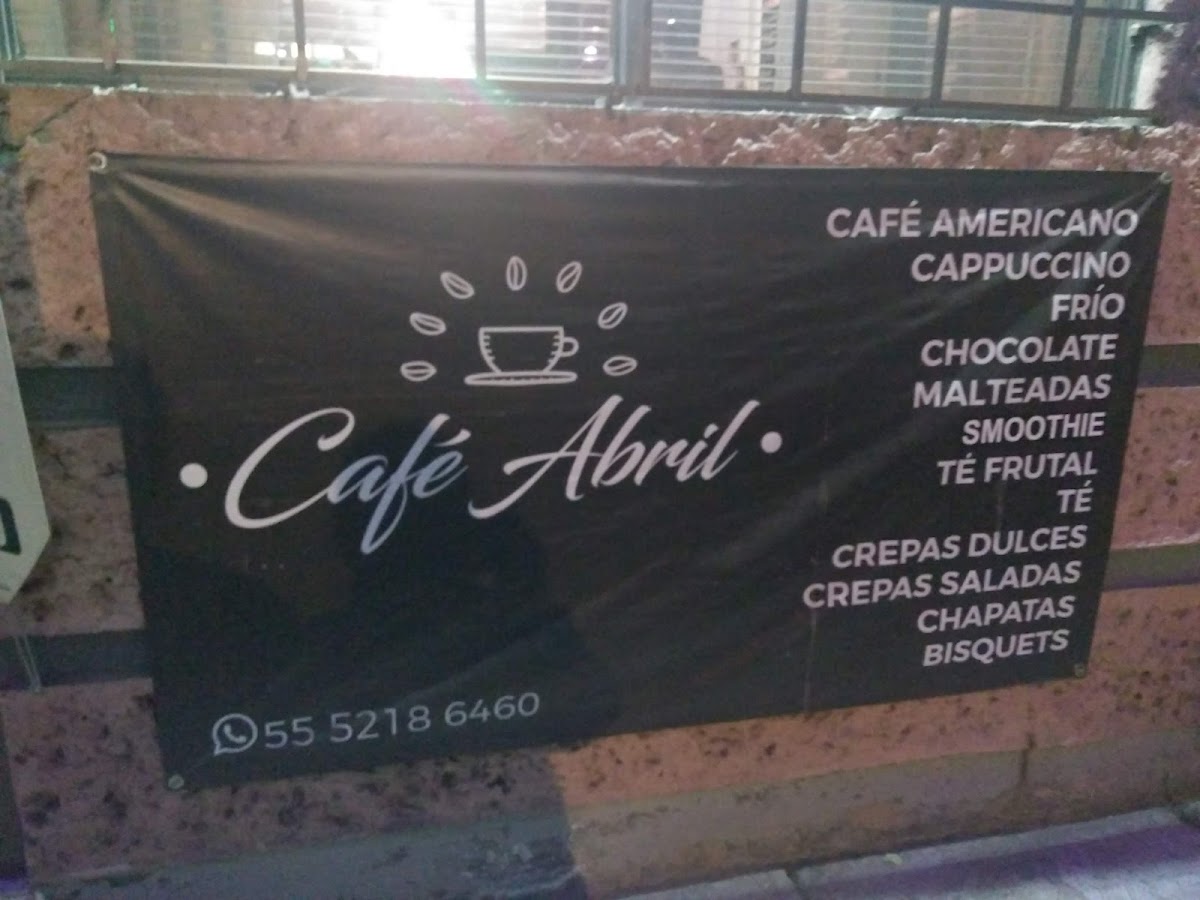 • Café Abril •
55 5218 6460
CAFÉ AMERICANO
CAPPUCCINO
FRÍO
CHOCOLATE
MALTEADAS
SMOOTHIE
TÉ FRUTAL
TÉ
CREPAS DULCES
CREPAS SALADAS
CHAPATAS
BISQUETS